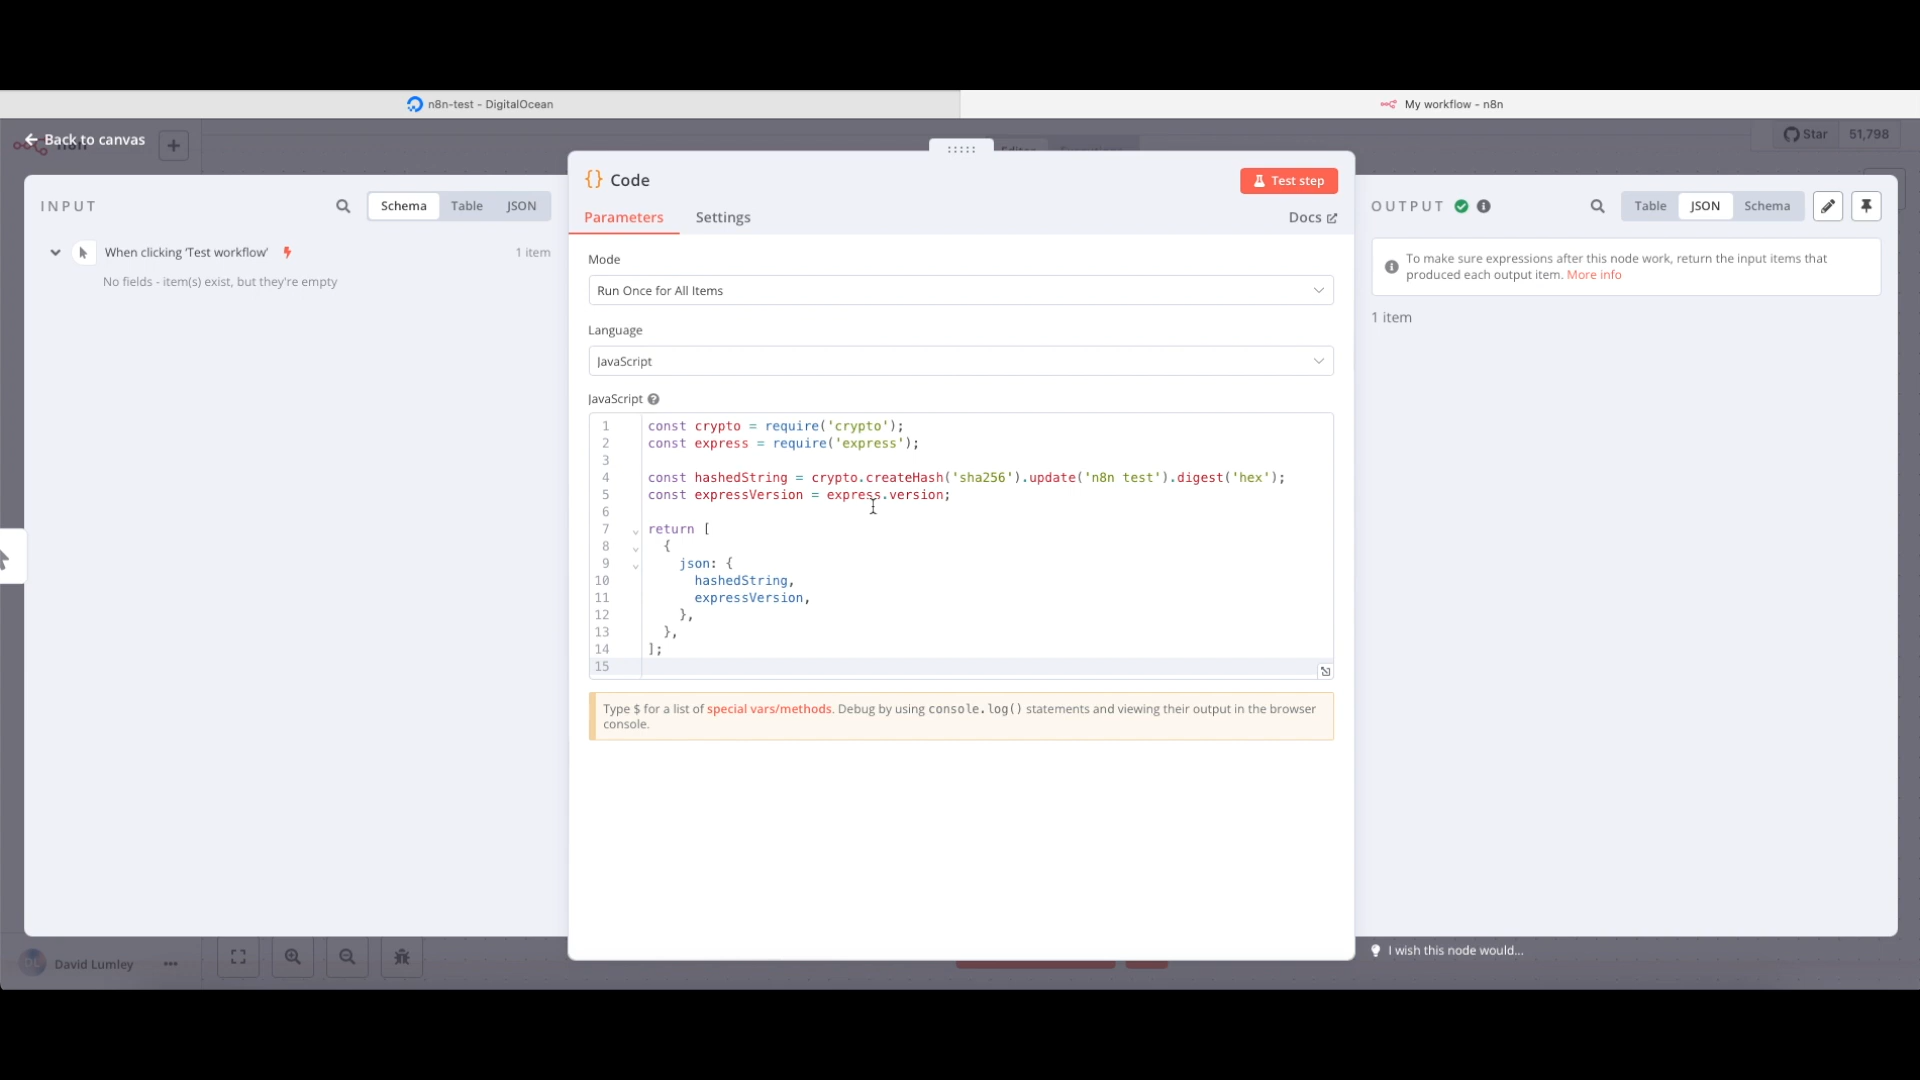 n8n-test - DigitalOcean
My workflow - n8n
Back to canvas
n8n
Star 51,798
INPUT
Schema Table JSON
When clicking ‘Test workflow’ 1 item
No fields - item(s) exist, but they're empty
{} Code
Test step
Parameters Settings Docs
Mode
Run Once for All Items
Language
JavaScript
JavaScript
1 const crypto = require('crypto');
2 const express = require('express');
3
4 const hashedString = crypto.createHash('sha256').update('n8n test').digest('hex');
5 const expressVersion = express.version;
6
7 return [
8 {
9 json: {
10 hashedString,
11 expressVersion,
12 },
13 },
14 ];
15
Type $ for a list of special vars/methods. Debug by using console.log() statements and viewing their output in the browser
console.
OUTPUT
Table JSON Schema
To make sure expressions after this node work, return the input items that
produced each output item. More info
1 item
DL David Lumley
I wish this node would...